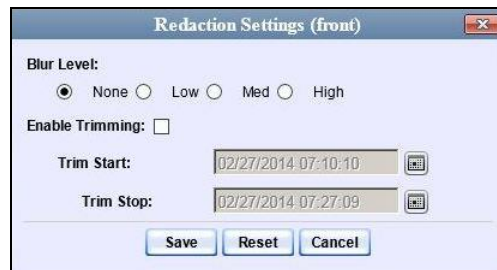 Redaction Settings (front)
Blur Level:
None Low Med High
Enable Trimming:
Trim Start: 02/27/2014 07:10:10
Trim Stop: 02/27/2014 07:27:09
Save Reset Cancel